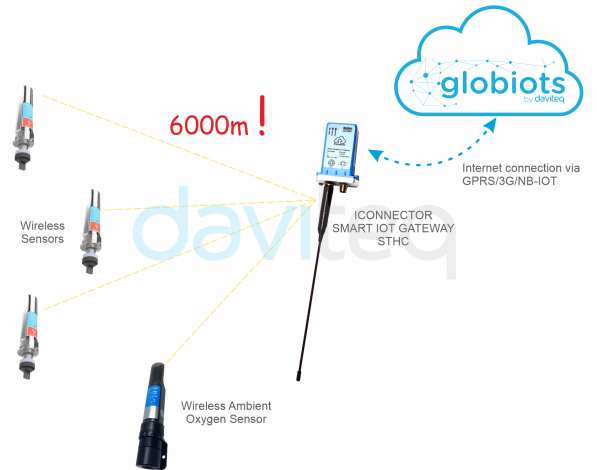 globiots
by daviteq
6000m !
Internet connection via
GPRS/3G/NB-IOT
Wireless
Sensors
ICONNECTOR
SMART IOT GATEWAY
STHC
daviteq
Wireless Ambient
Oxygen Sensor